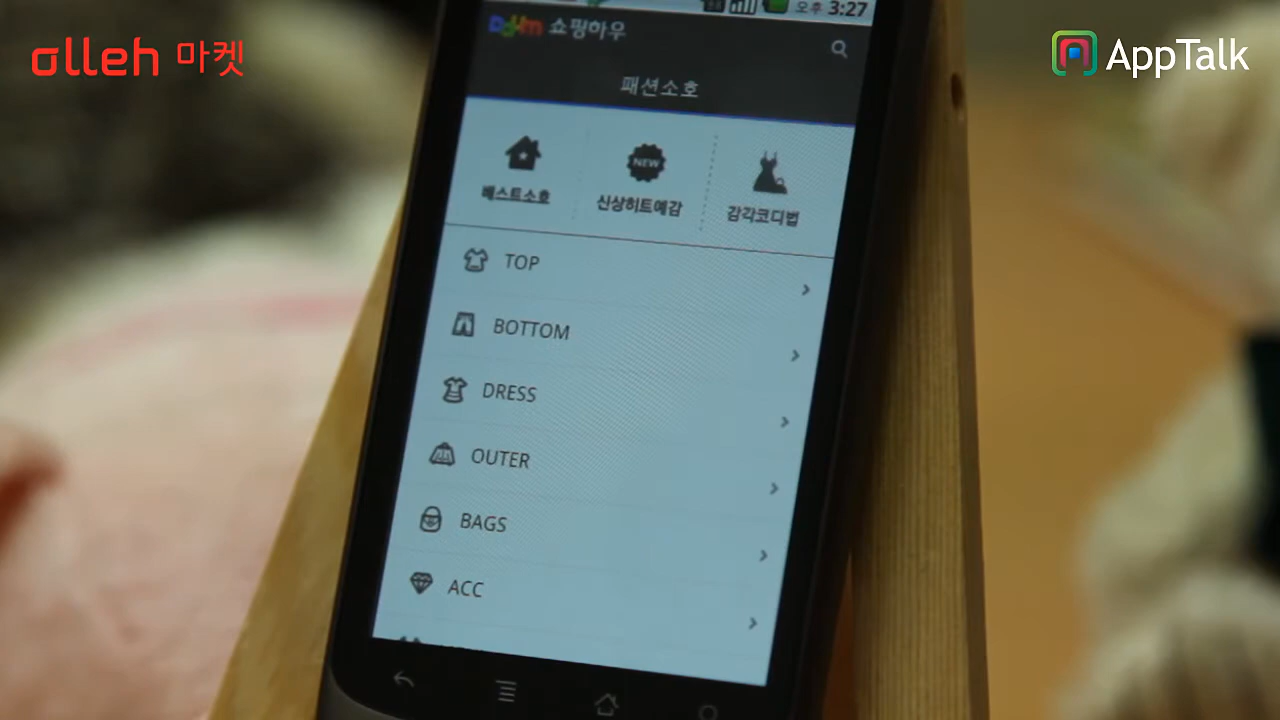 olleh 마켓
AppTalk
오후 3:27
Daum 쇼핑하우
패션소호
베스트소호
NEW
신상히트예감
감각코디법
TOP
BOTTOM
DRESS
OUTER
BAGS
ACC